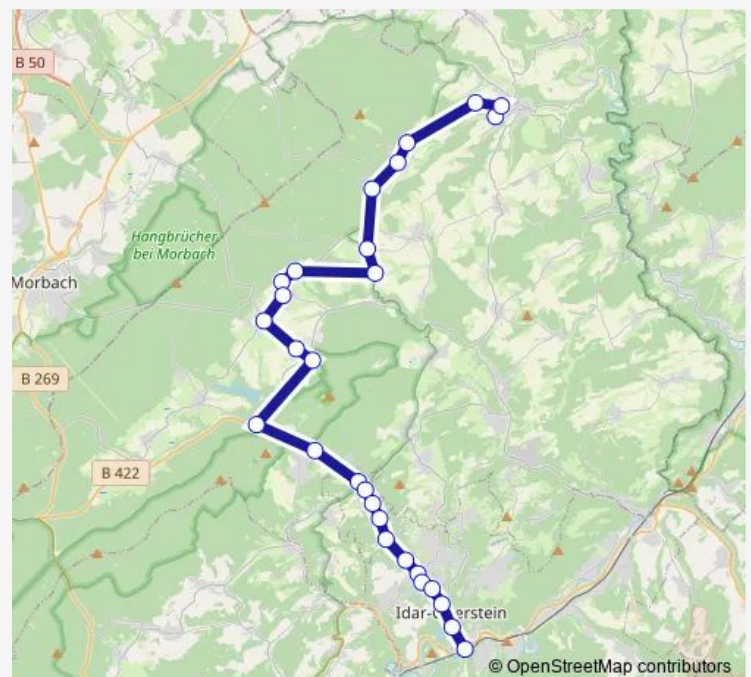 B 50
Hangbrücher
bei Morbach
Morbach
B 269
B 422
Idar-Oberstein
© OpenStreetMap contributors